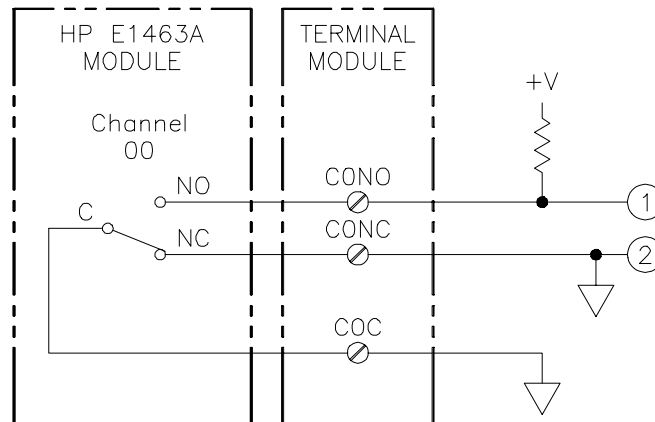 HP E1463A
MODULE
TERMINAL
MODULE
+V
Channel
00
NO
C0NO
1
C
NC
C0NC
2
C0C